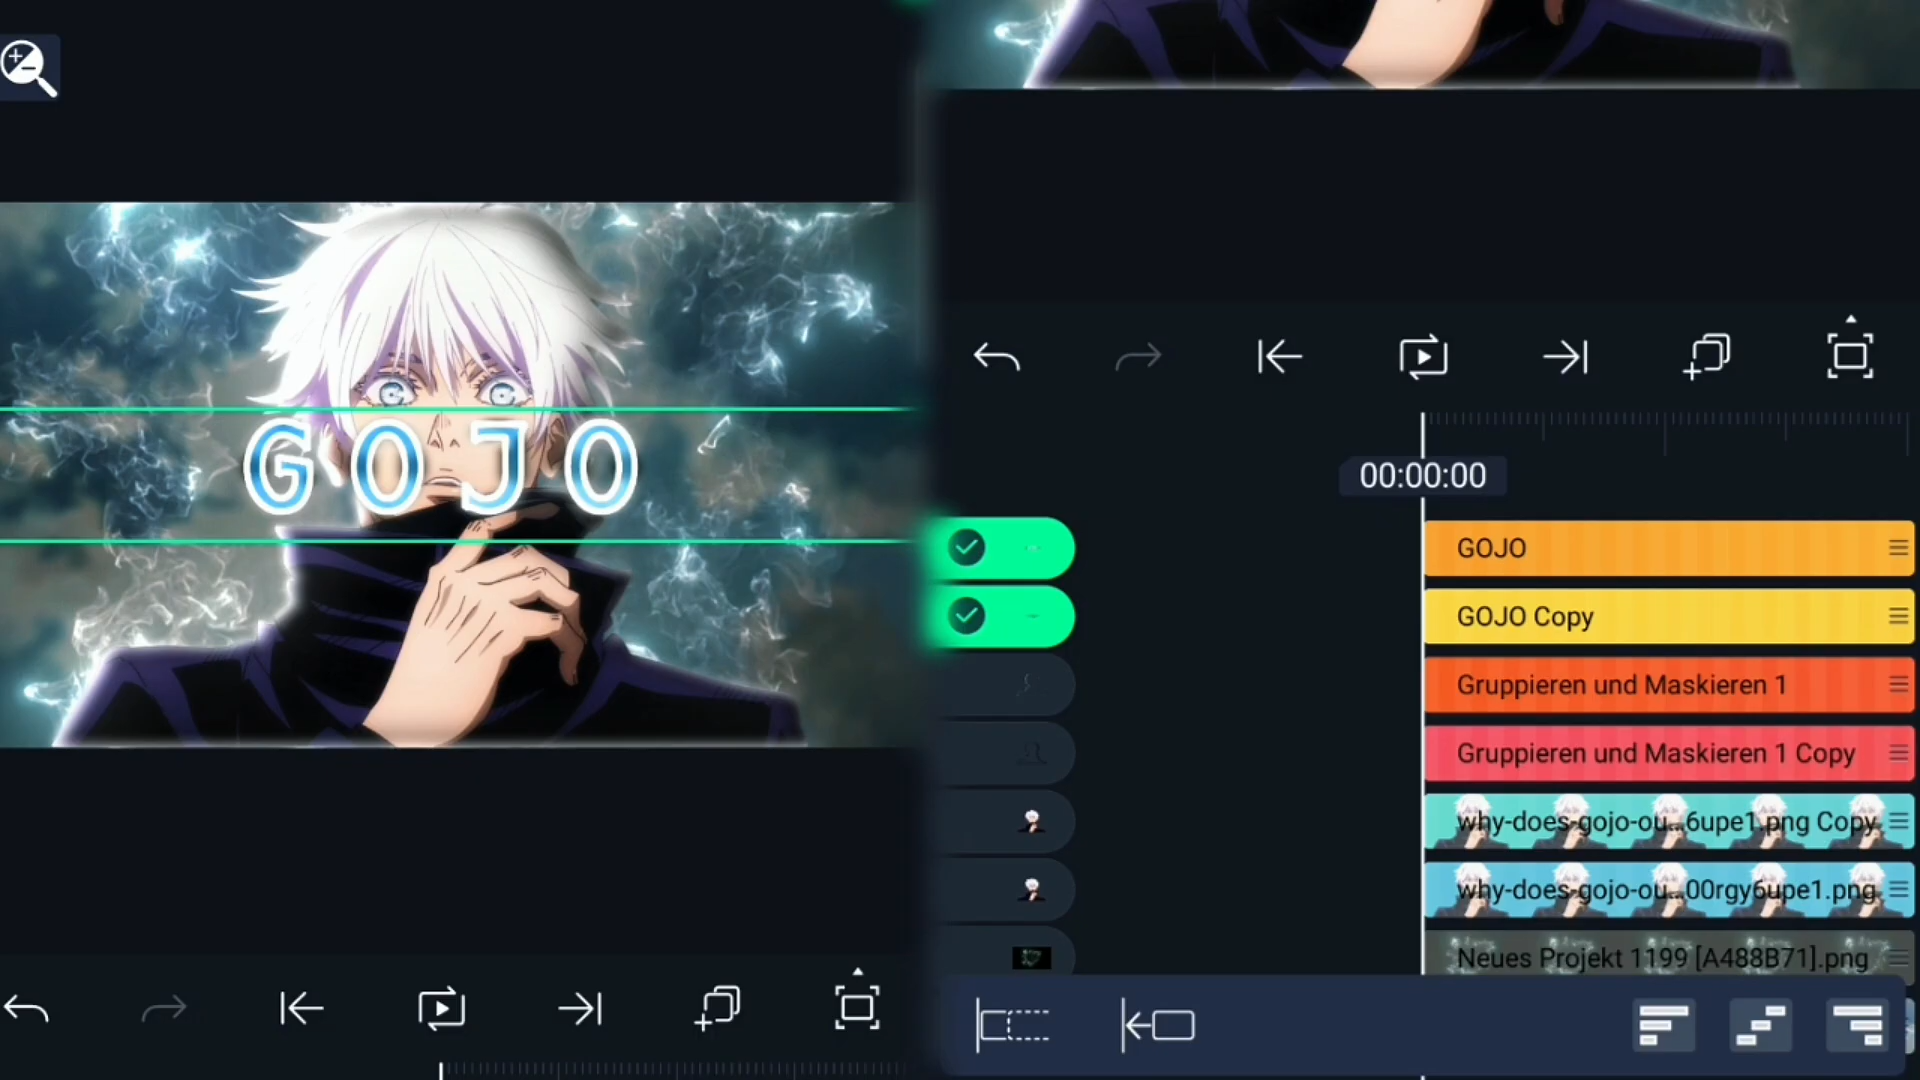 GOJO
00:00:00
GOJO
GOJO Copy
Gruppieren und Maskieren 1
Gruppieren und Maskieren 1 Copy
why-does-gojo-ou...6upe1.png Copy
why-does-gojo-ou...00rgy6upe1.png
Neues Projekt 1199 [A488B71].png